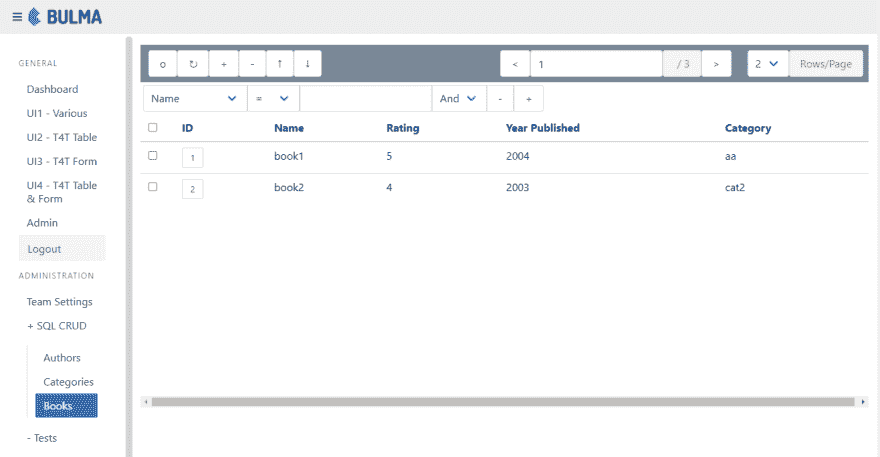 BULMA
GENERAL
Dashboard
UI1 - Various
UI2 - T4T Table
UI3 - T4T Form
UI4 - T4T Table
& Form
Admin
Logout
ADMINISTRATION
Team Settings
+ SQL CRUD
Authors
Categories
Books
- Tests
o ↻ + - ↑ ↓ < 1 / 3 > 2 Rows/Page
Name = And - +
ID Name Rating Year Published Category
1 book1 5 2004 aa
2 book2 4 2003 cat2